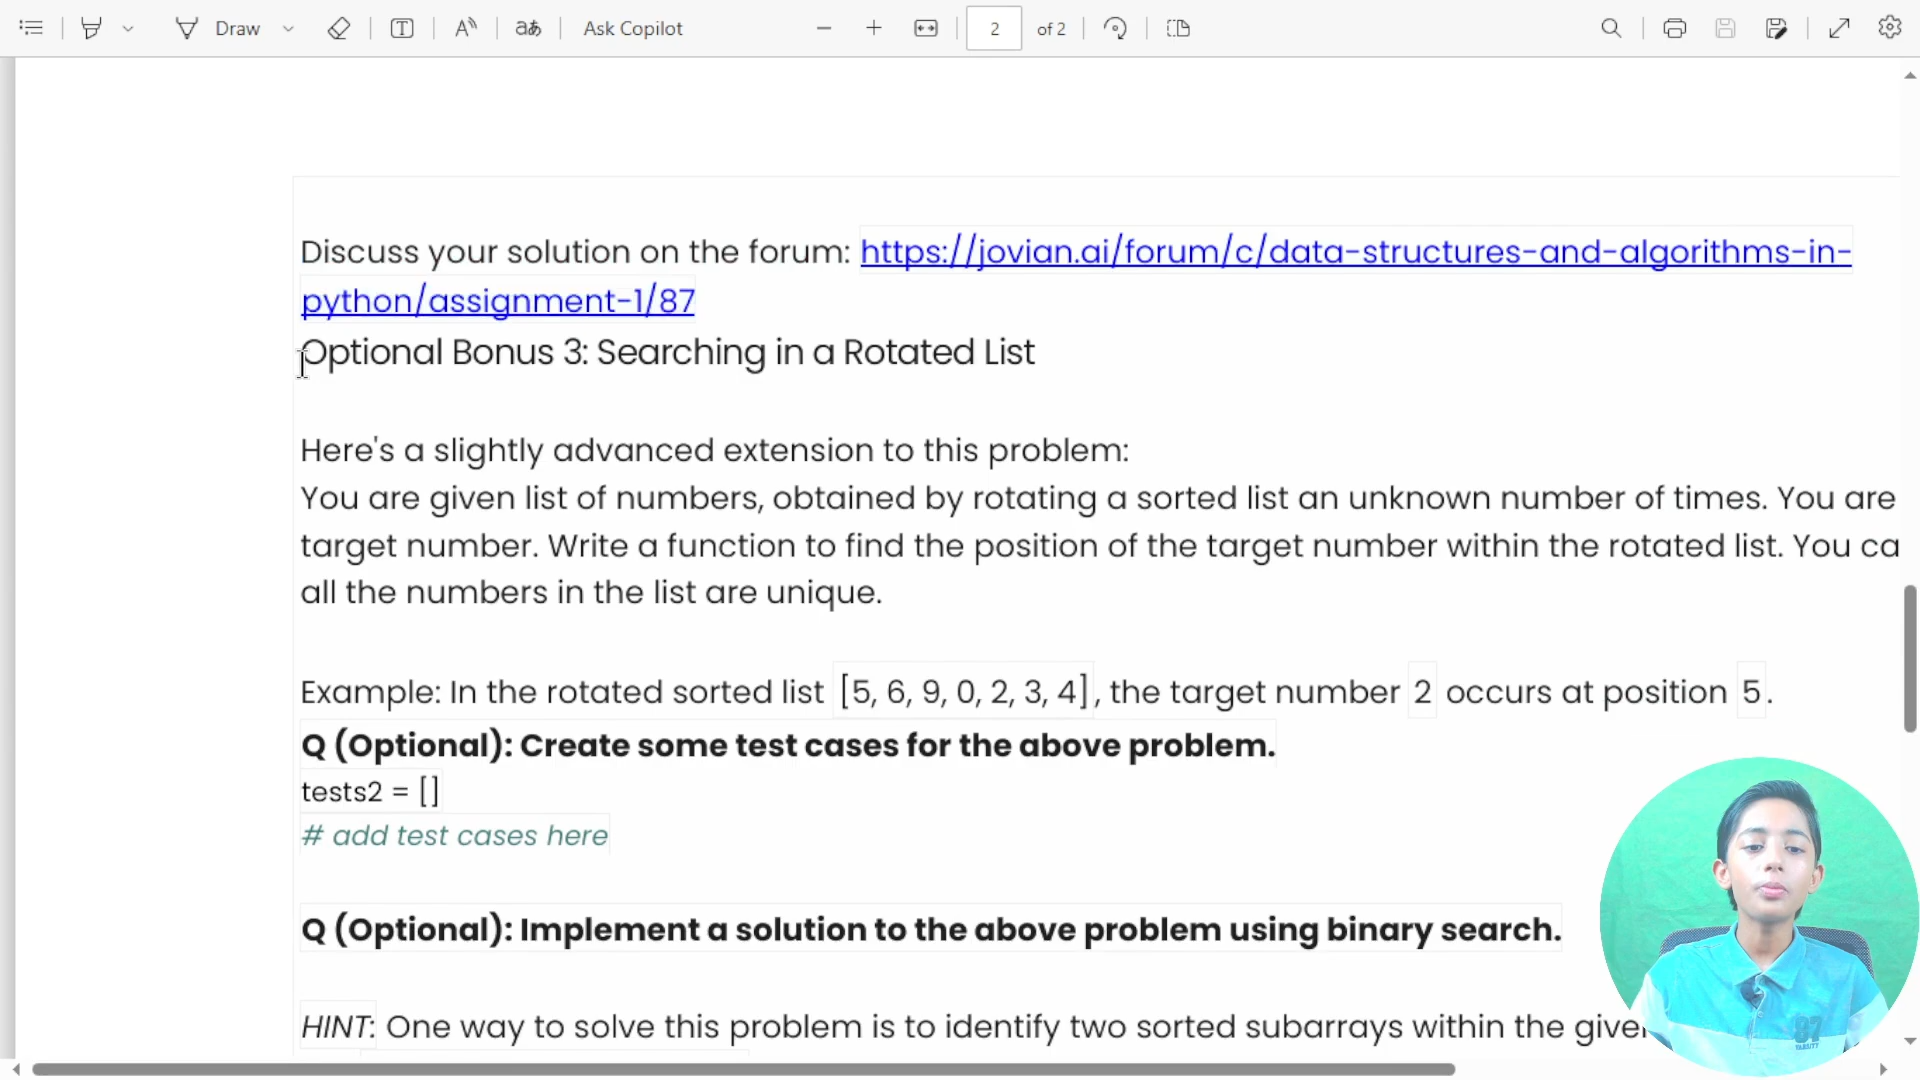 Draw
Ask Copilot
2 of 2
Discuss your solution on the forum: https://jovian.ai/forum/c/data-structures-and-algorithms-in-
python/assignment-1/87
Optional Bonus 3: Searching in a Rotated List
Here's a slightly advanced extension to this problem:
You are given list of numbers, obtained by rotating a sorted list an unknown number of times. You are
target number. Write a function to find the position of the target number within the rotated list. You ca
all the numbers in the list are unique.
Example: In the rotated sorted list [5, 6, 9, 0, 2, 3, 4], the target number 2 occurs at position 5.
Q (Optional): Create some test cases for the above problem.
tests2 = []
# add test cases here
Q (Optional): Implement a solution to the above problem using binary search.
HINT: One way to solve this problem is to identify two sorted subarrays within the give
87
VARSITY